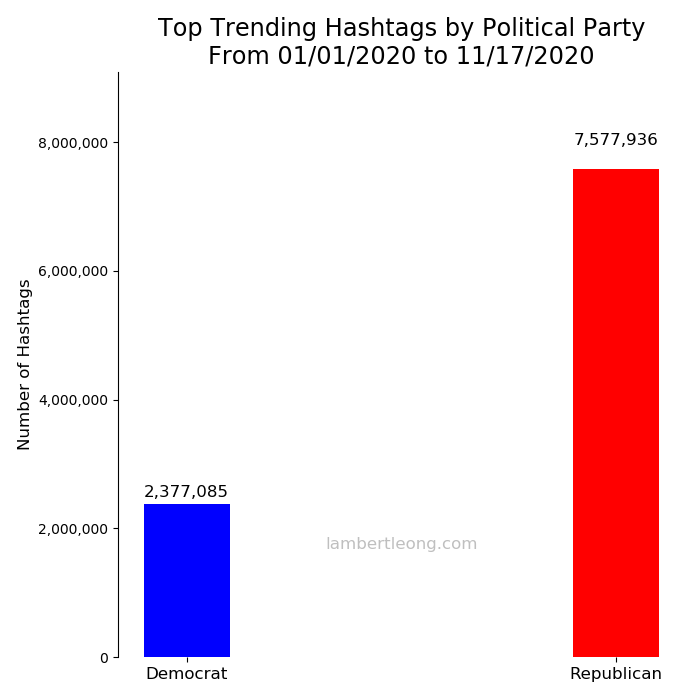 Top Trending Hashtags by Political Party
From 01/01/2020 to 11/17/2020
Number of Hashtags
8,000,000
6,000,000
4,000,000
2,000,000
0
7,577,936
2,377,085
lambertleong.com
Democrat
Republican